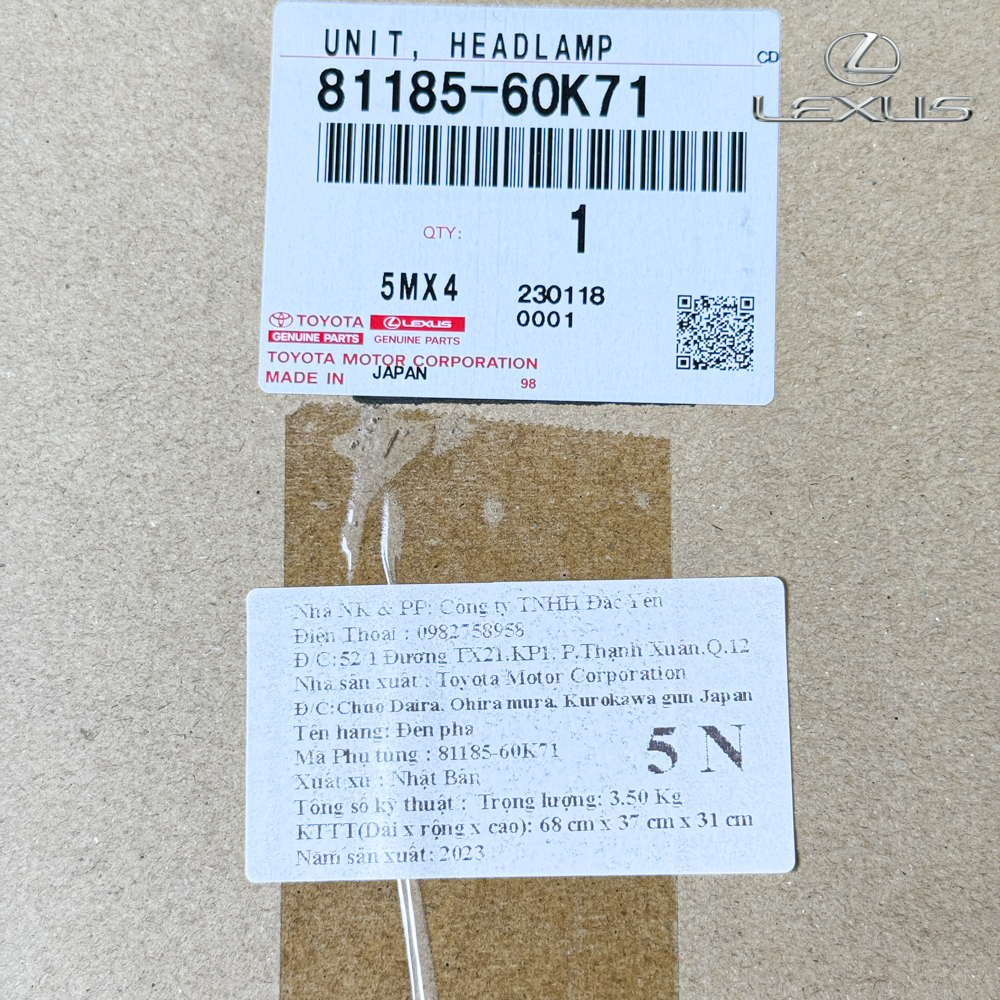 UNIT, HEADLAMP
CD
LEXUS
81185-60K71
QTY: 1
5MX4 230118
0001
TOYOTA LEXUS
GENUINE PARTS GENUINE PARTS
TOYOTA MOTOR CORPORATION
MADE IN JAPAN 98
Nhà NK & PP: Công ty TNHH Đắc Yến
Điện Thoại : 0982758958
Đ/C:52/1 Đường TX21.KP1. P.Thạnh Xuân.Q.12
Nhà sản xuất : Toyota Motor Corporation
Đ/C:Chuo Daira, Ohira mura, Kurokawa gun Japan
Tên hàng: Đèn pha
Mã Phụ tùng : 81185-60K71
5 N
Xuất xứ : Nhật Bản
Tổng số kỹ thuật : Trọng lượng: 3.50 Kg
KTTT(Dài x rộng x cao): 68 cm x 37 cm x 31 cm
Năm sản xuất: 2023